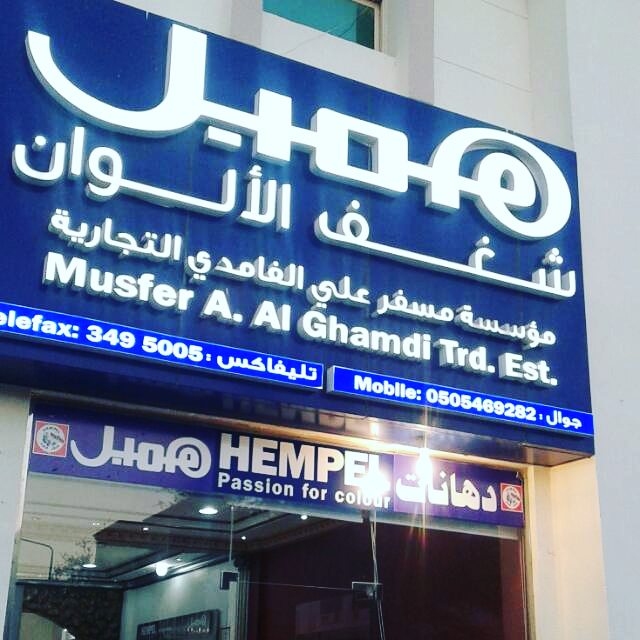 همبل
شغف الألوان
مؤسسة مسفر علي الغامدي التجارية
Musfer A. Al Ghamdi Trd. Est.
elefax: 349 5005 : تليفاكس
Mobile: 0505469282 : جوال
همبل HEMPEL دهانات
Passion for colour